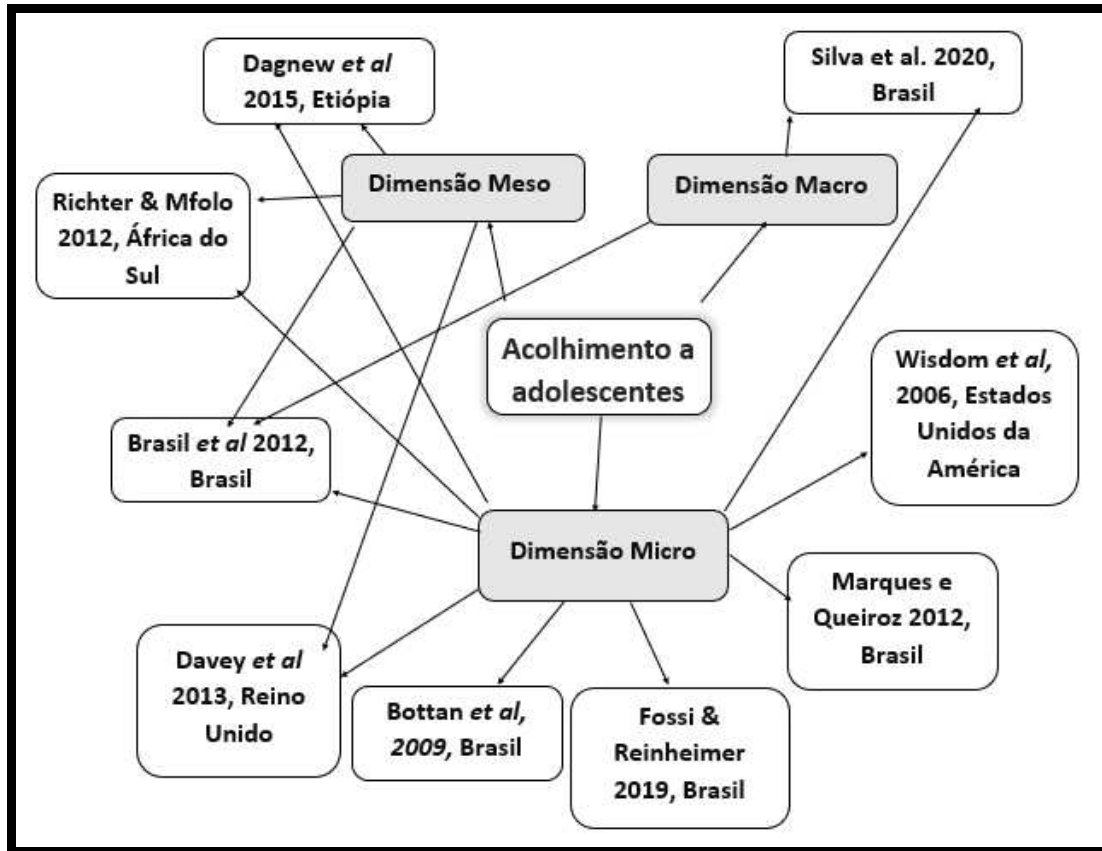 Dagnew et al
2015, Etiópia
Silva et al. 2020,
Brasil
Dimensão Meso
Dimensão Macro
Richter & Mfolo
2012, África do
Sul
Acolhimento a
adolescentes
Wisdom et al,
2006, Estados
Unidos da
América
Brasil et al 2012,
Brasil
Dimensão Micro
Marques e
Queiroz 2012,
Brasil
Davey et al
2013, Reino
Unido
Bottan et al,
2009, Brasil
Fossi &
Reinheimer
2019, Brasil